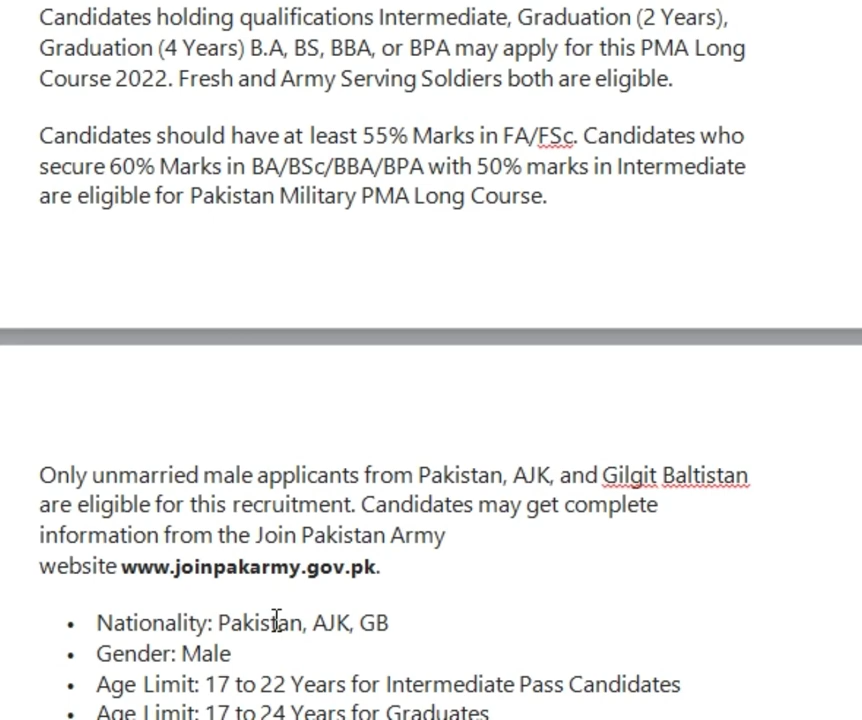 Candidates holding qualifications Intermediate, Graduation (2 Years),
Graduation (4 Years) B.A, BS, BBA, or BPA may apply for this PMA Long
Course 2022. Fresh and Army Serving Soldiers both are eligible.
Candidates should have at least 55% Marks in FA/FSc. Candidates who
secure 60% Marks in BA/BSc/BBA/BPA with 50% marks in Intermediate
are eligible for Pakistan Military PMA Long Course.
Only unmarried male applicants from Pakistan, AJK, and Gilgit Baltistan
are eligible for this recruitment. Candidates may get complete
information from the Join Pakistan Army
website www.joinpakarmy.gov.pk.
• Nationality: Pakistan, AJK, GB
• Gender: Male
• Age Limit: 17 to 22 Years for Intermediate Pass Candidates
• Age Limit: 17 to 24 Years for Graduates